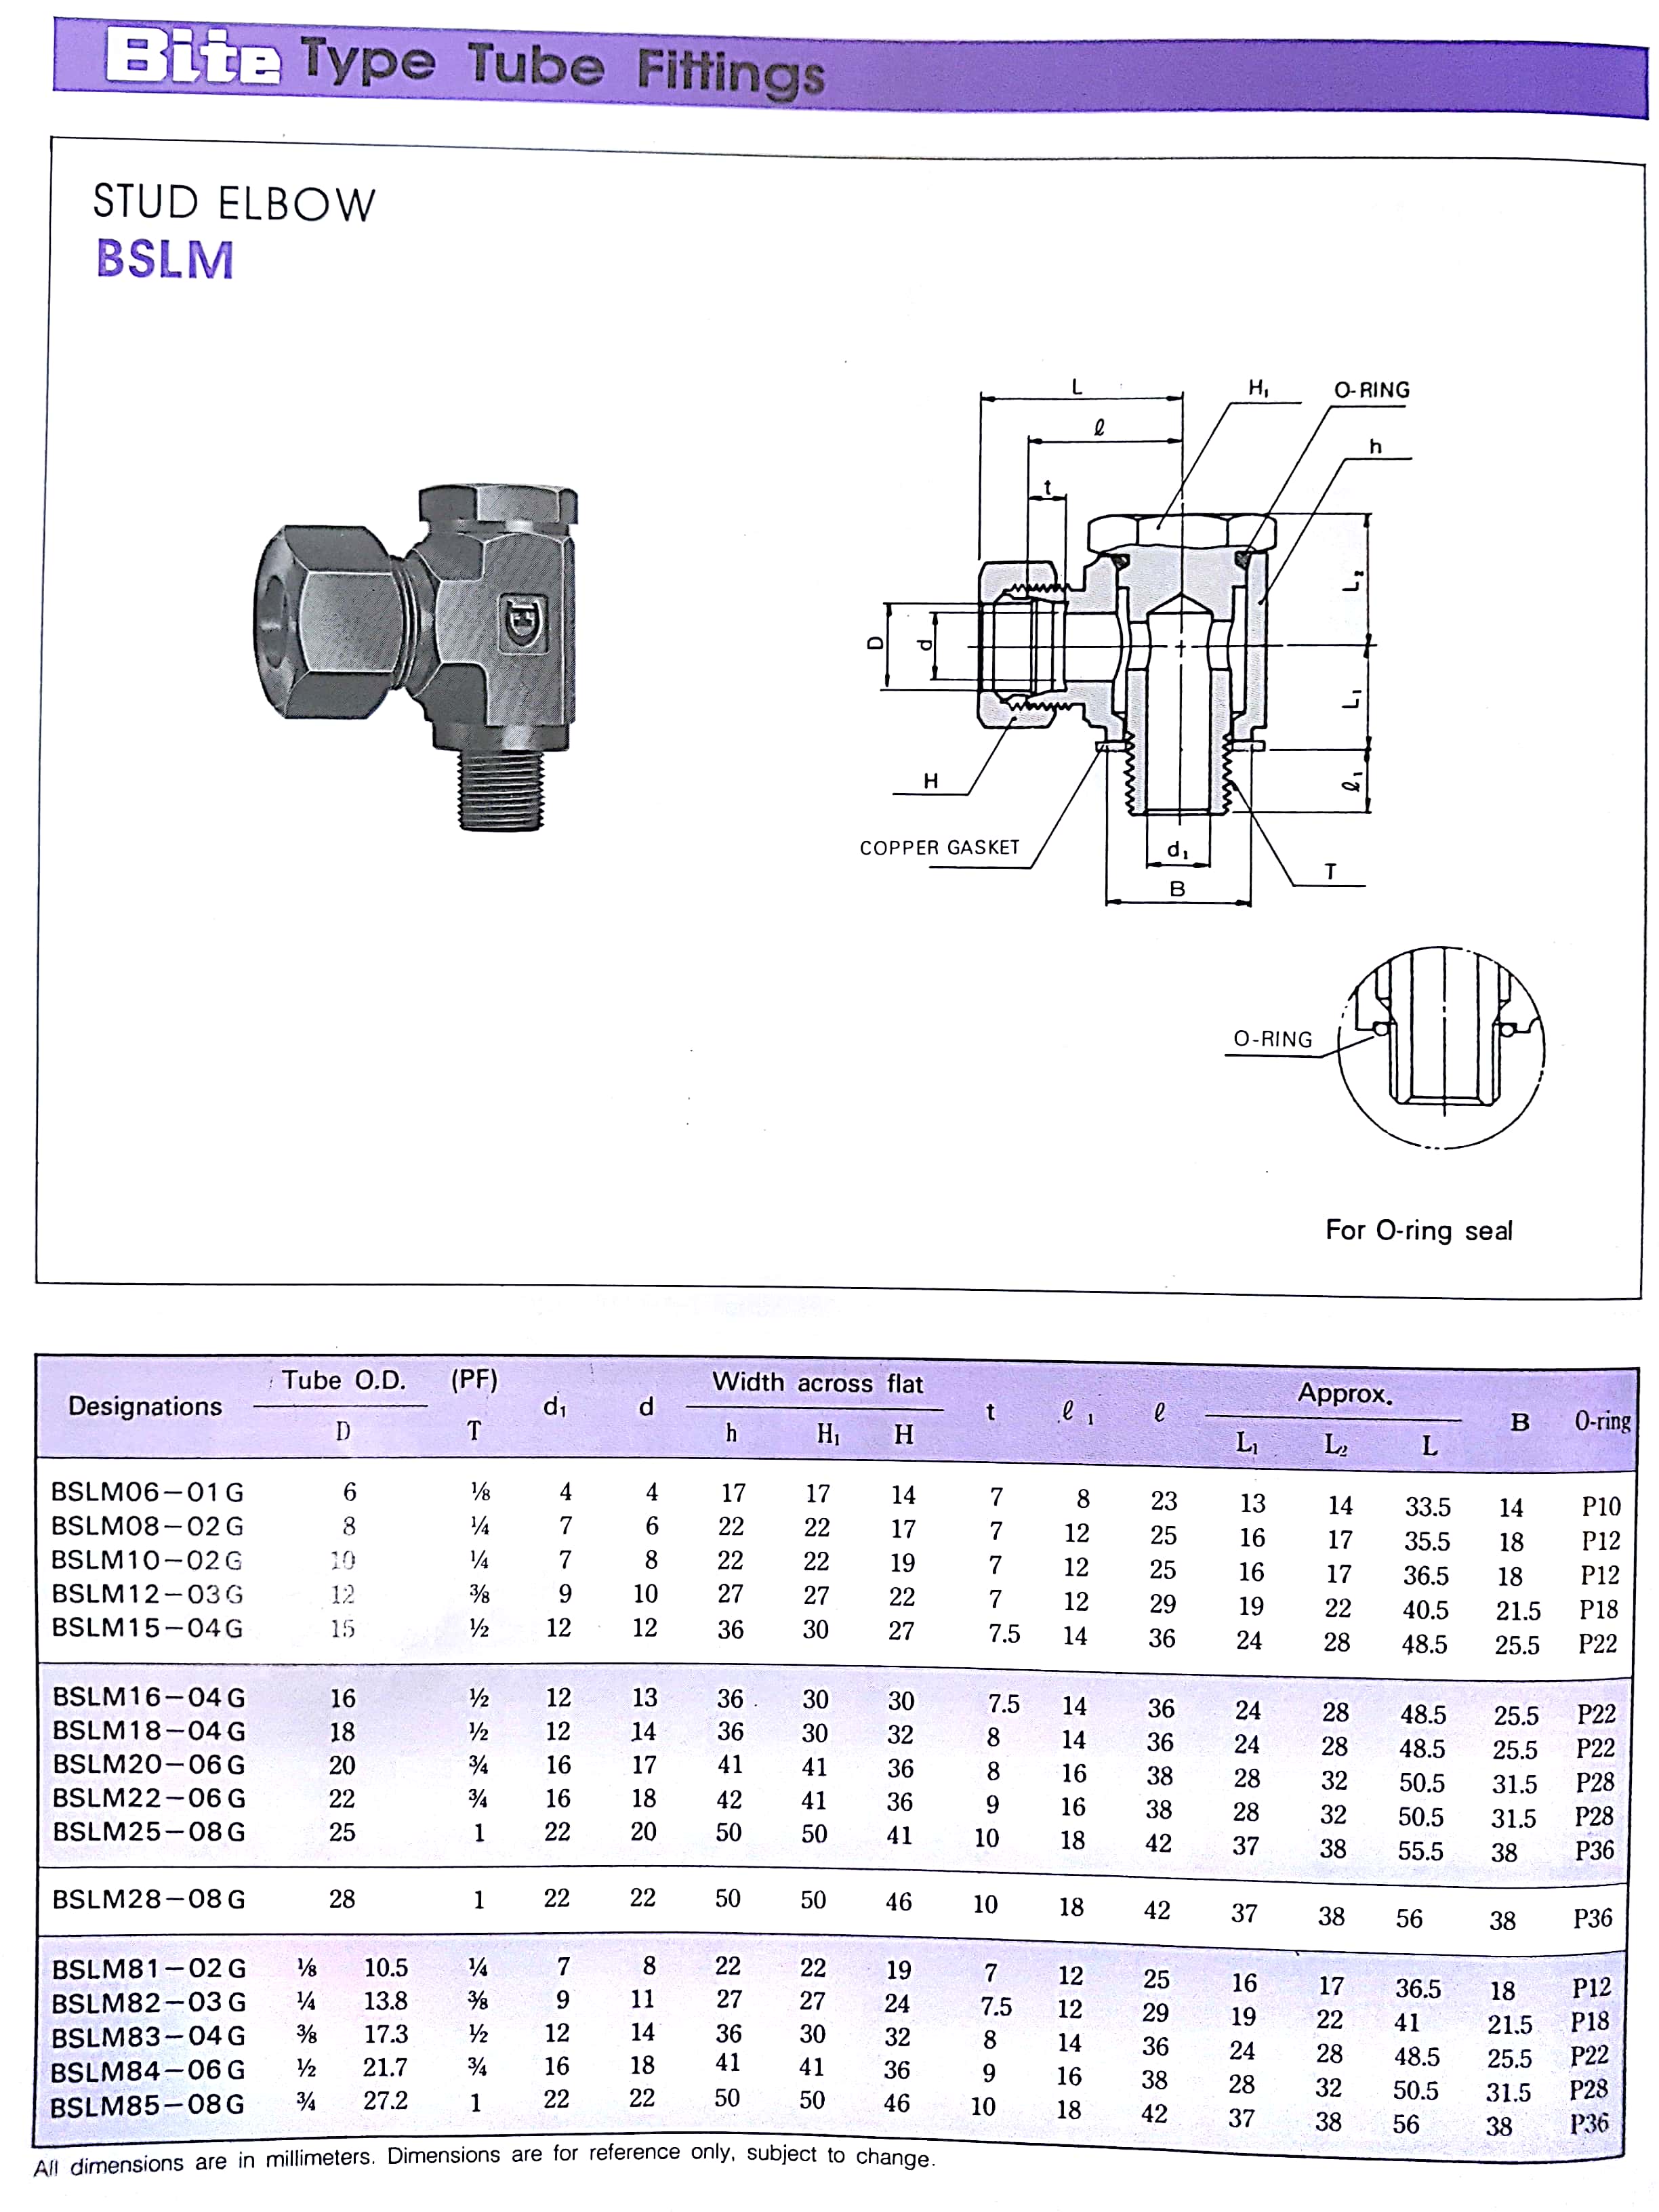 Bite Type Tube Fittings
STUD ELBOW
BSLM
L
H₁
O-RING
ℓ
h
t
L₂
D
d
L₁
H
ℓ₁
COPPER GASKET
d₁
T
B
O-RING
For O-ring seal
Designations Tube O.D. D (PF) T d₁ d Width across flat h H₁ H t ℓ₁ ℓ Approx. L₁ L₂ L B O-ring
BSLM06-01G 6 ⅛ 4 4 17 17 14 7 8 23 13 14 33.5 14 P10
BSLM08-02G 8 ¼ 7 6 22 22 17 7 12 25 16 17 35.5 18 P12
BSLM10-02G 10 ¼ 7 8 22 22 19 7 12 25 16 17 36.5 18 P12
BSLM12-03G 12 ⅜ 9 10 27 27 22 7 12 29 19 22 40.5 21.5 P18
BSLM15-04G 15 ½ 12 12 36 30 27 7.5 14 36 24 28 48.5 25.5 P22
BSLM16-04G 16 ½ 12 13 36 30 30 7.5 14 36 24 28 48.5 25.5 P22
BSLM18-04G 18 ½ 12 14 36 30 32 8 14 36 24 28 48.5 25.5 P22
BSLM20-06G 20 ¾ 16 17 41 41 36 8 16 38 28 32 50.5 31.5 P28
BSLM22-06G 22 ¾ 16 18 42 41 36 9 16 38 28 32 50.5 31.5 P28
BSLM25-08G 25 1 22 20 50 50 41 10 18 42 37 38 55.5 38 P36
BSLM28-08G 28 1 22 22 50 50 46 10 18 42 37 38 56 38 P36
BSLM81-02G ⅛ 10.5 ¼ 7 8 22 22 19 7 12 25 16 17 36.5 18 P12
BSLM82-03G ¼ 13.8 ⅜ 9 11 27 27 24 7.5 12 29 19 22 41 21.5 P18
BSLM83-04G ⅜ 17.3 ½ 12 14 36 30 32 8 14 36 24 28 48.5 25.5 P22
BSLM84-06G ½ 21.7 ¾ 16 18 41 41 36 9 16 38 28 32 50.5 31.5 P28
BSLM85-08G ¾ 27.2 1 22 22 50 50 46 10 18 42 37 38 56 38 P36
All dimensions are in millimeters. Dimensions are for reference only, subject to change.